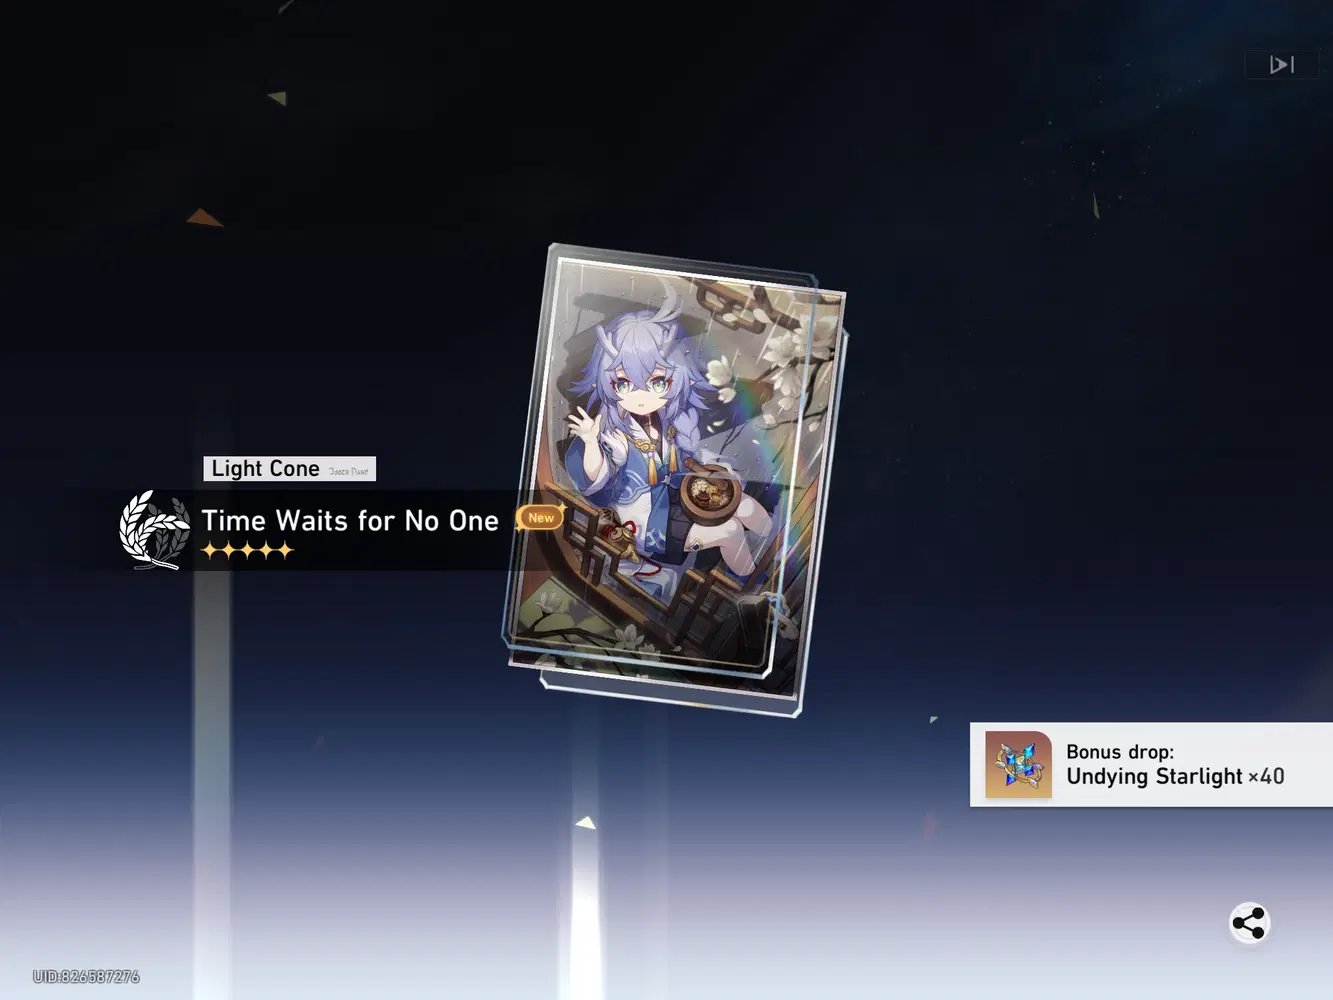 Light Cone
Time Waits for No One
New
Bonus drop:
Undying Starlight ×40
UID:826587276